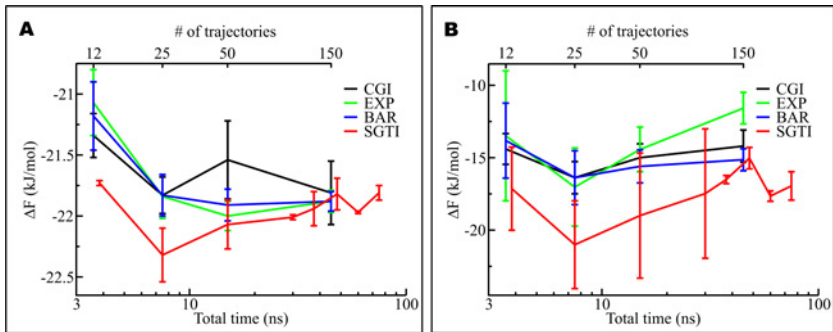 A
# of trajectories
12 25 50 150
-21
-21.5
-22
-22.5
ΔF (kJ/mol)
CGI
EXP
BAR
SGTI
3 10 100
Total time (ns)
B
# of trajectories
12 25 50 150
-10
-15
-20
ΔF (kJ/mol)
CGI
EXP
BAR
SGTI
3 10 100
Total time (ns)